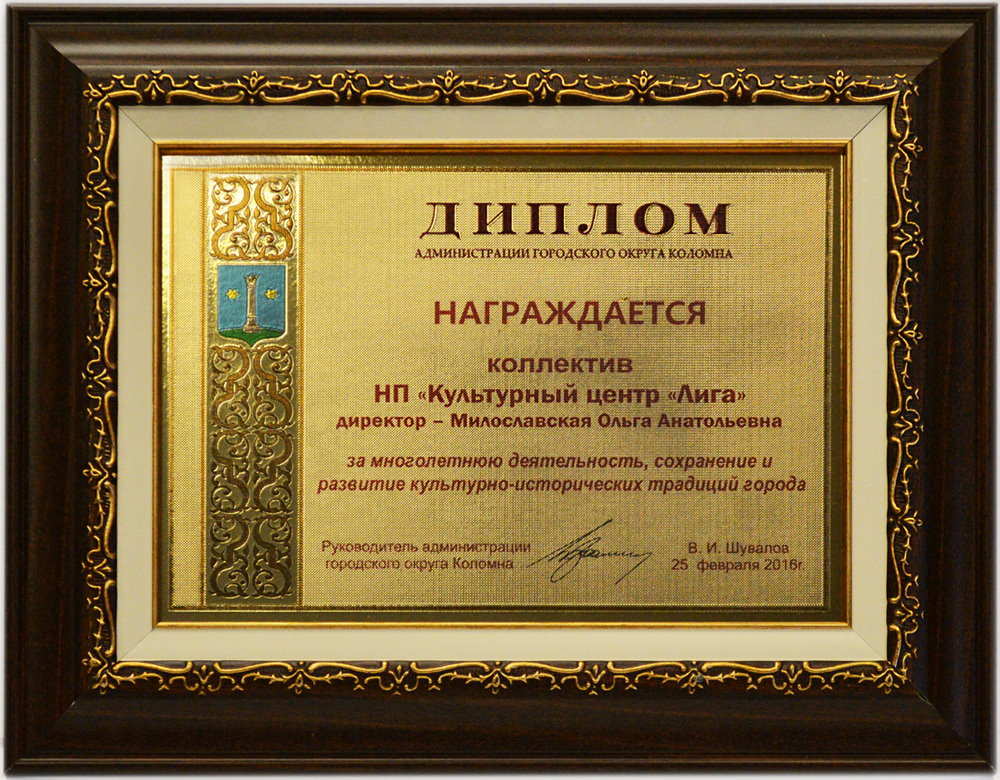 ДИПЛОМ
АДМИНИСТРАЦИИ ГОРОДСКОГО ОКРУГА КОЛОМНА
НАГРАЖДАЕТСЯ
коллектив
НП «Культурный центр «Лига»
директор – Милославская Ольга Анатольевна
за многолетнюю деятельность, сохранение и
развитие культурно-исторических традиций города
Руководитель администрации
городского округа Коломна
В. И. Шувалов
25 февраля 2016г.